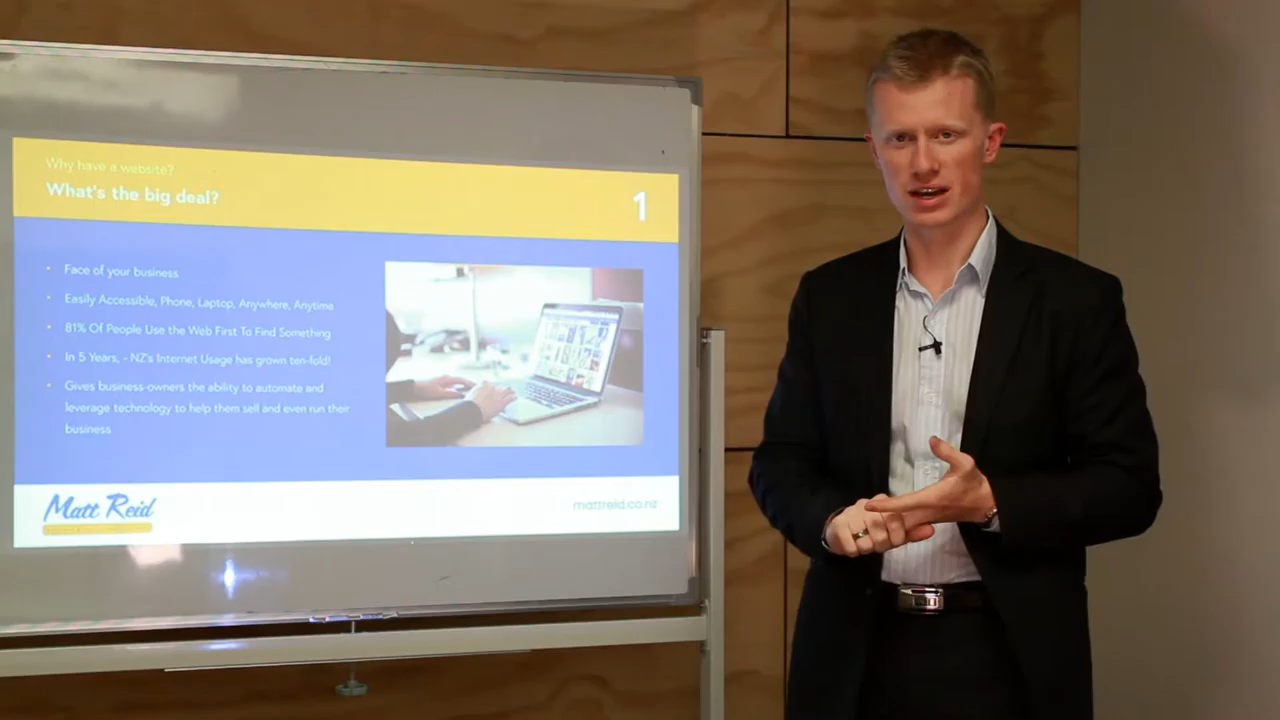 Why have a website?
What's the big deal?
1
Face of your business
Easily Accessible, Phone, Laptop, Anywhere, Anytime
81% Of People Use the Web First To Find Something
In 5 Years, - NZ's Internet Usage has grown ten-fold!
Gives business-owners the ability to automate and
leverage technology to help them sell and even run their
business
Matt Reid
mattreid.co.nz